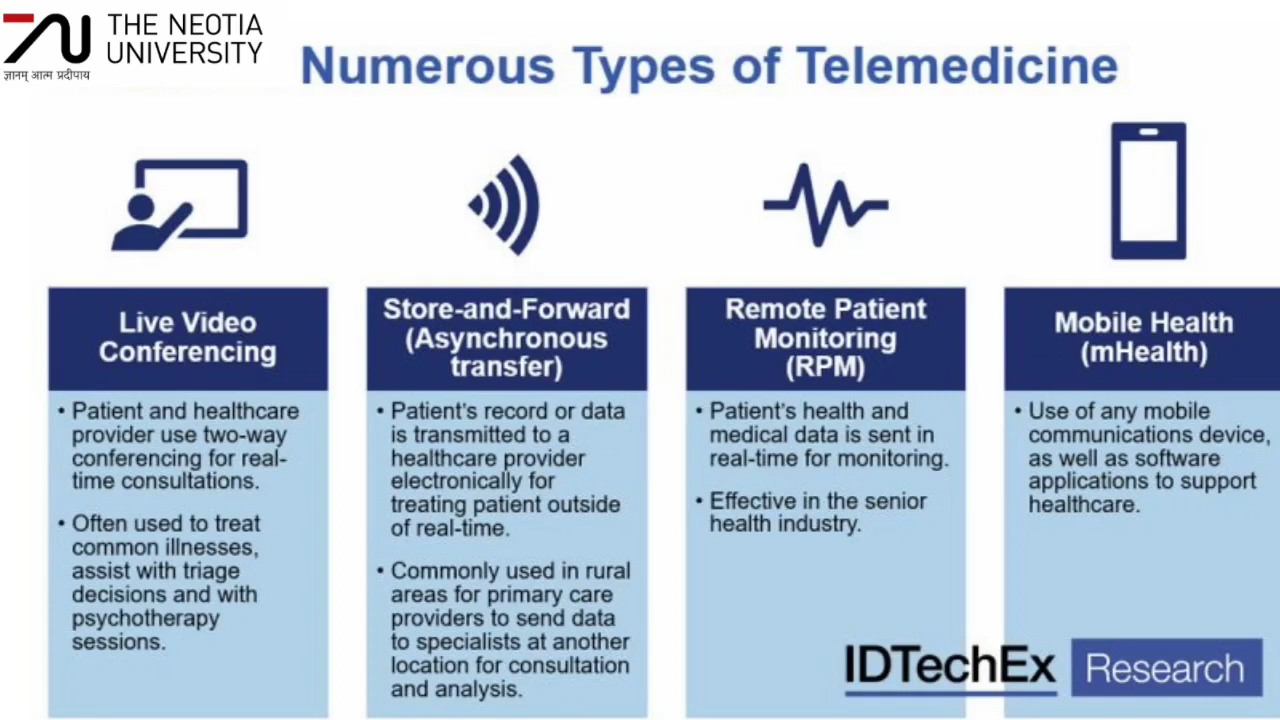 THE NEOTIA
UNIVERSITY
ज्ञानम् आत्म प्रदीपाय
Numerous Types of Telemedicine
Live Video
Conferencing
• Patient and healthcare
provider use two-way
conferencing for real-
time consultations.
• Often used to treat
common illnesses,
assist with triage
decisions and with
psychotherapy
sessions.
Store-and-Forward
(Asynchronous
transfer)
• Patient's record or data
is transmitted to a
healthcare provider
electronically for
treating patient outside
of real-time.
• Commonly used in rural
areas for primary care
providers to send data
to specialists at another
location for consultation
and analysis.
Remote Patient
Monitoring
(RPM)
• Patient's health and
medical data is sent in
real-time for monitoring.
• Effective in the senior
health industry.
Mobile Health
(mHealth)
• Use of any mobile
communications device,
as well as software
applications to support
healthcare.
IDTechEx Research